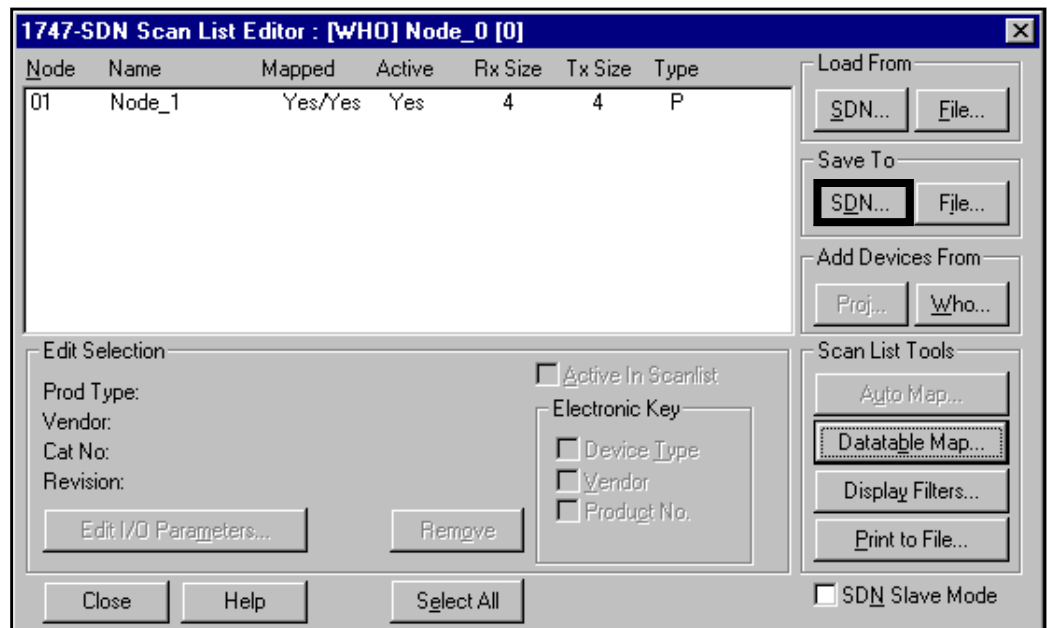 1747-SDN Scan List Editor : [WHO] Node_0 [0]
Node Name Mapped Active Rx Size Tx Size Type
01 Node_1 Yes/Yes Yes 4 4 P
Load From
SDN... File...
Save To
SDN... File...
Add Devices From
Proj... Who...
Scan List Tools
Auto Map...
Datatable Map...
Display Filters...
Print to File...
SDN Slave Mode
Edit Selection
Prod Type:
Vendor:
Cat No:
Revision:
Active In Scanlist
Electronic Key
Device Type
Vendor
Product No.
Edit I/O Parameters... Remove
Close Help Select All